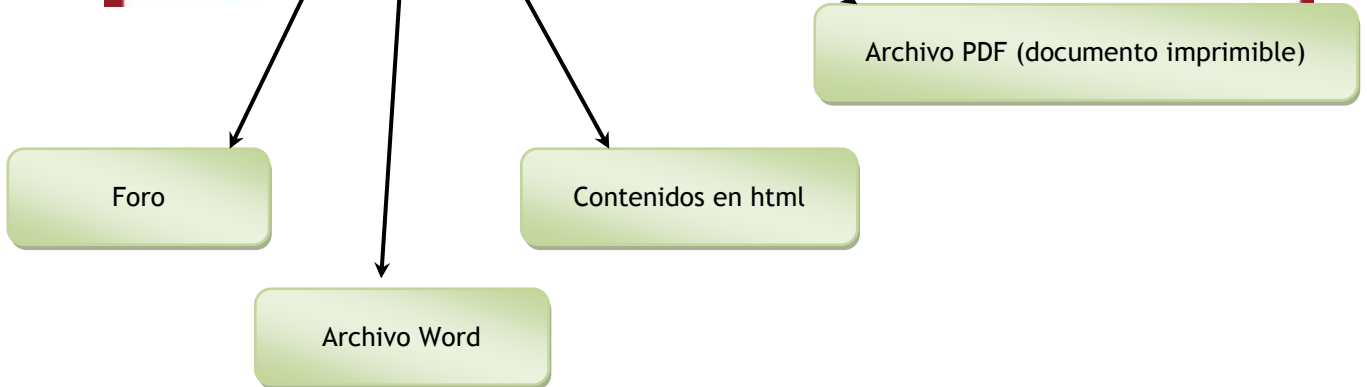 Archivo PDF (documento imprimible)
Foro
Contenidos en html
Archivo Word